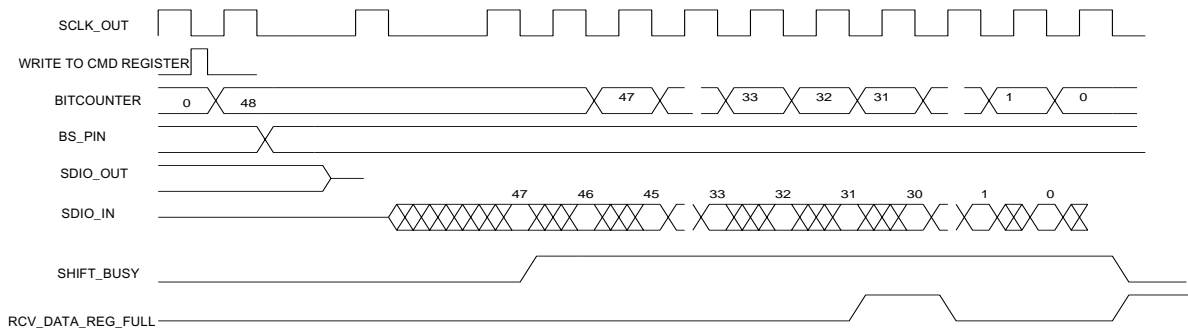 SCLK_OUT
WRITE TO CMD REGISTER
BITCOUNTER 0 48 47 33 32 31 1 0
BS_PIN
SDIO_OUT
47 46 45 33 32 31 30 1 0
SDIO_IN
SHIFT_BUSY
RCV_DATA_REG_FULL